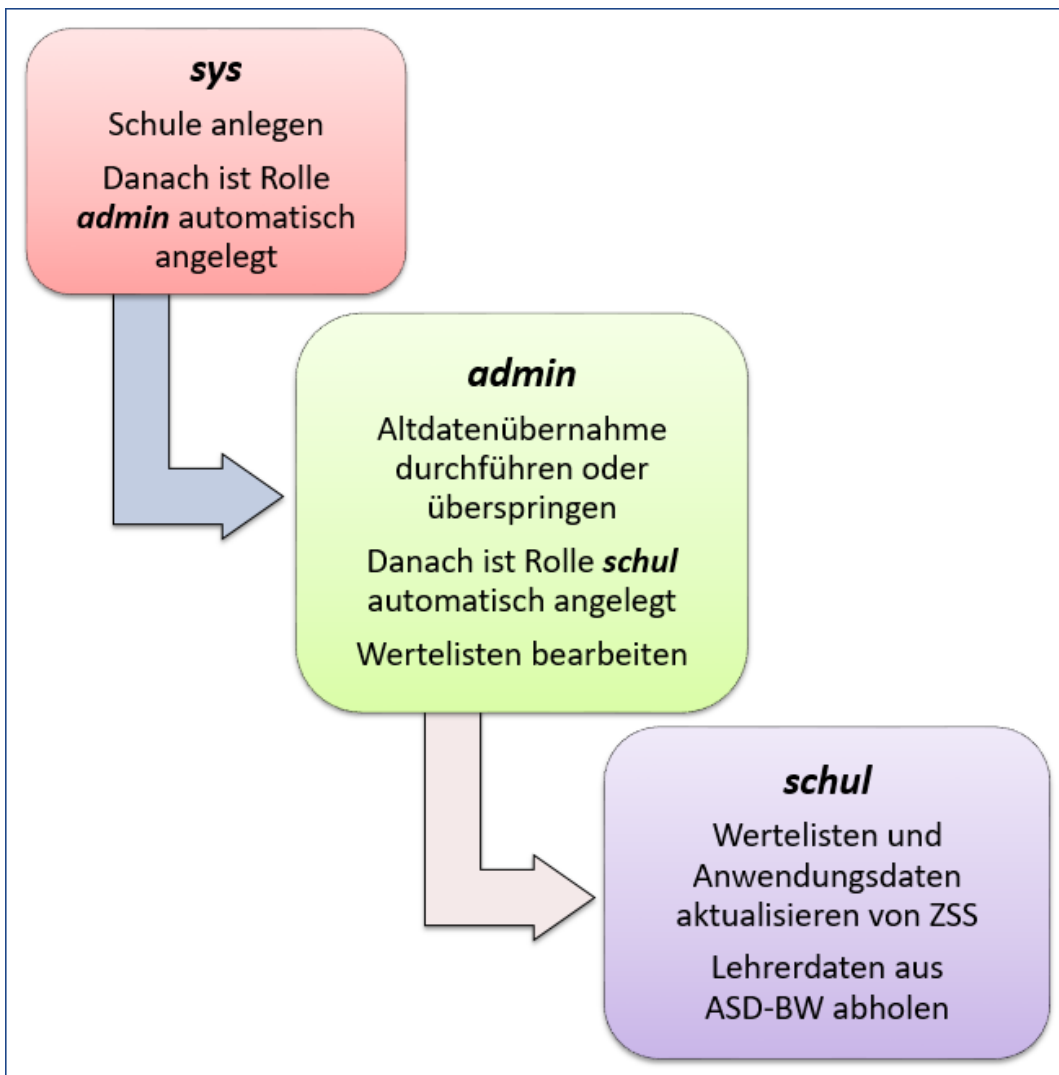 sys
Schule anlegen
Danach ist Rolle
admin automatisch
angelegt
admin
Altdatenübernahme
durchführen oder
überspringen
Danach ist Rolle schul
automatisch angelegt
Wertelisten bearbeiten
schul
Wertelisten und
Anwendungsdaten
aktualisieren von ZSS
Lehrerdaten aus
ASD-BW abholen